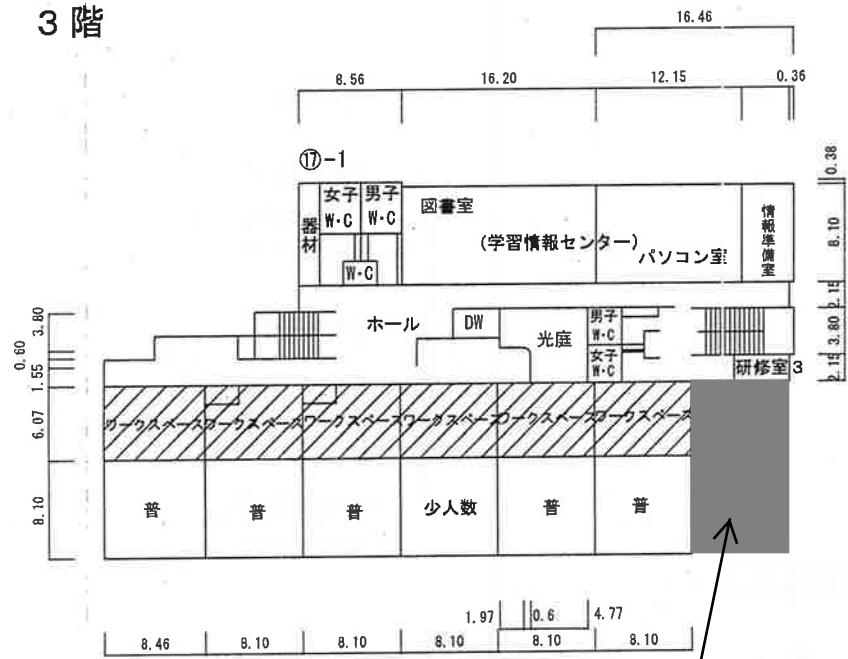 3 階
16.46
8.56 16.20 12.15 0.36
⑰-1
0.38
女子 男子
W・C W・C
器材
図書室
(学習情報センター)
パソコン室
情報準備室
8.10
W・C
2.15
3.80
ホール
DW
光庭
男子
W・C
女子
W・C
3.80
0.60
1.55
研修室3
2.15
6.07
ワークスペース ワークスペース ワークスペース ワークスペース ワークスペース ワークスペース
8.10
普 普 普 少人数 普 普
1.97 0.6 4.77
8.46 8.10 8.10 8.10 8.10 8.10